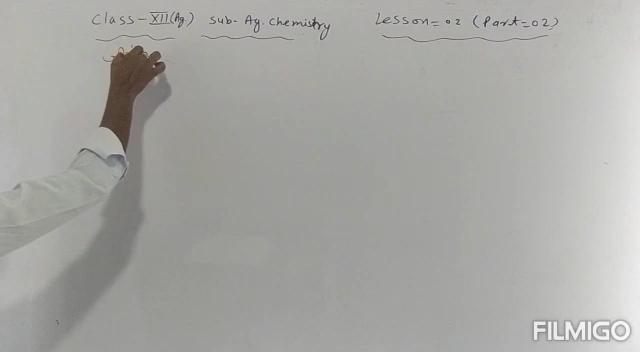 Class - XII (Ag.) Sub- Ag. Chemistry Lesson = 02 (Part = 02)
FILMIGO